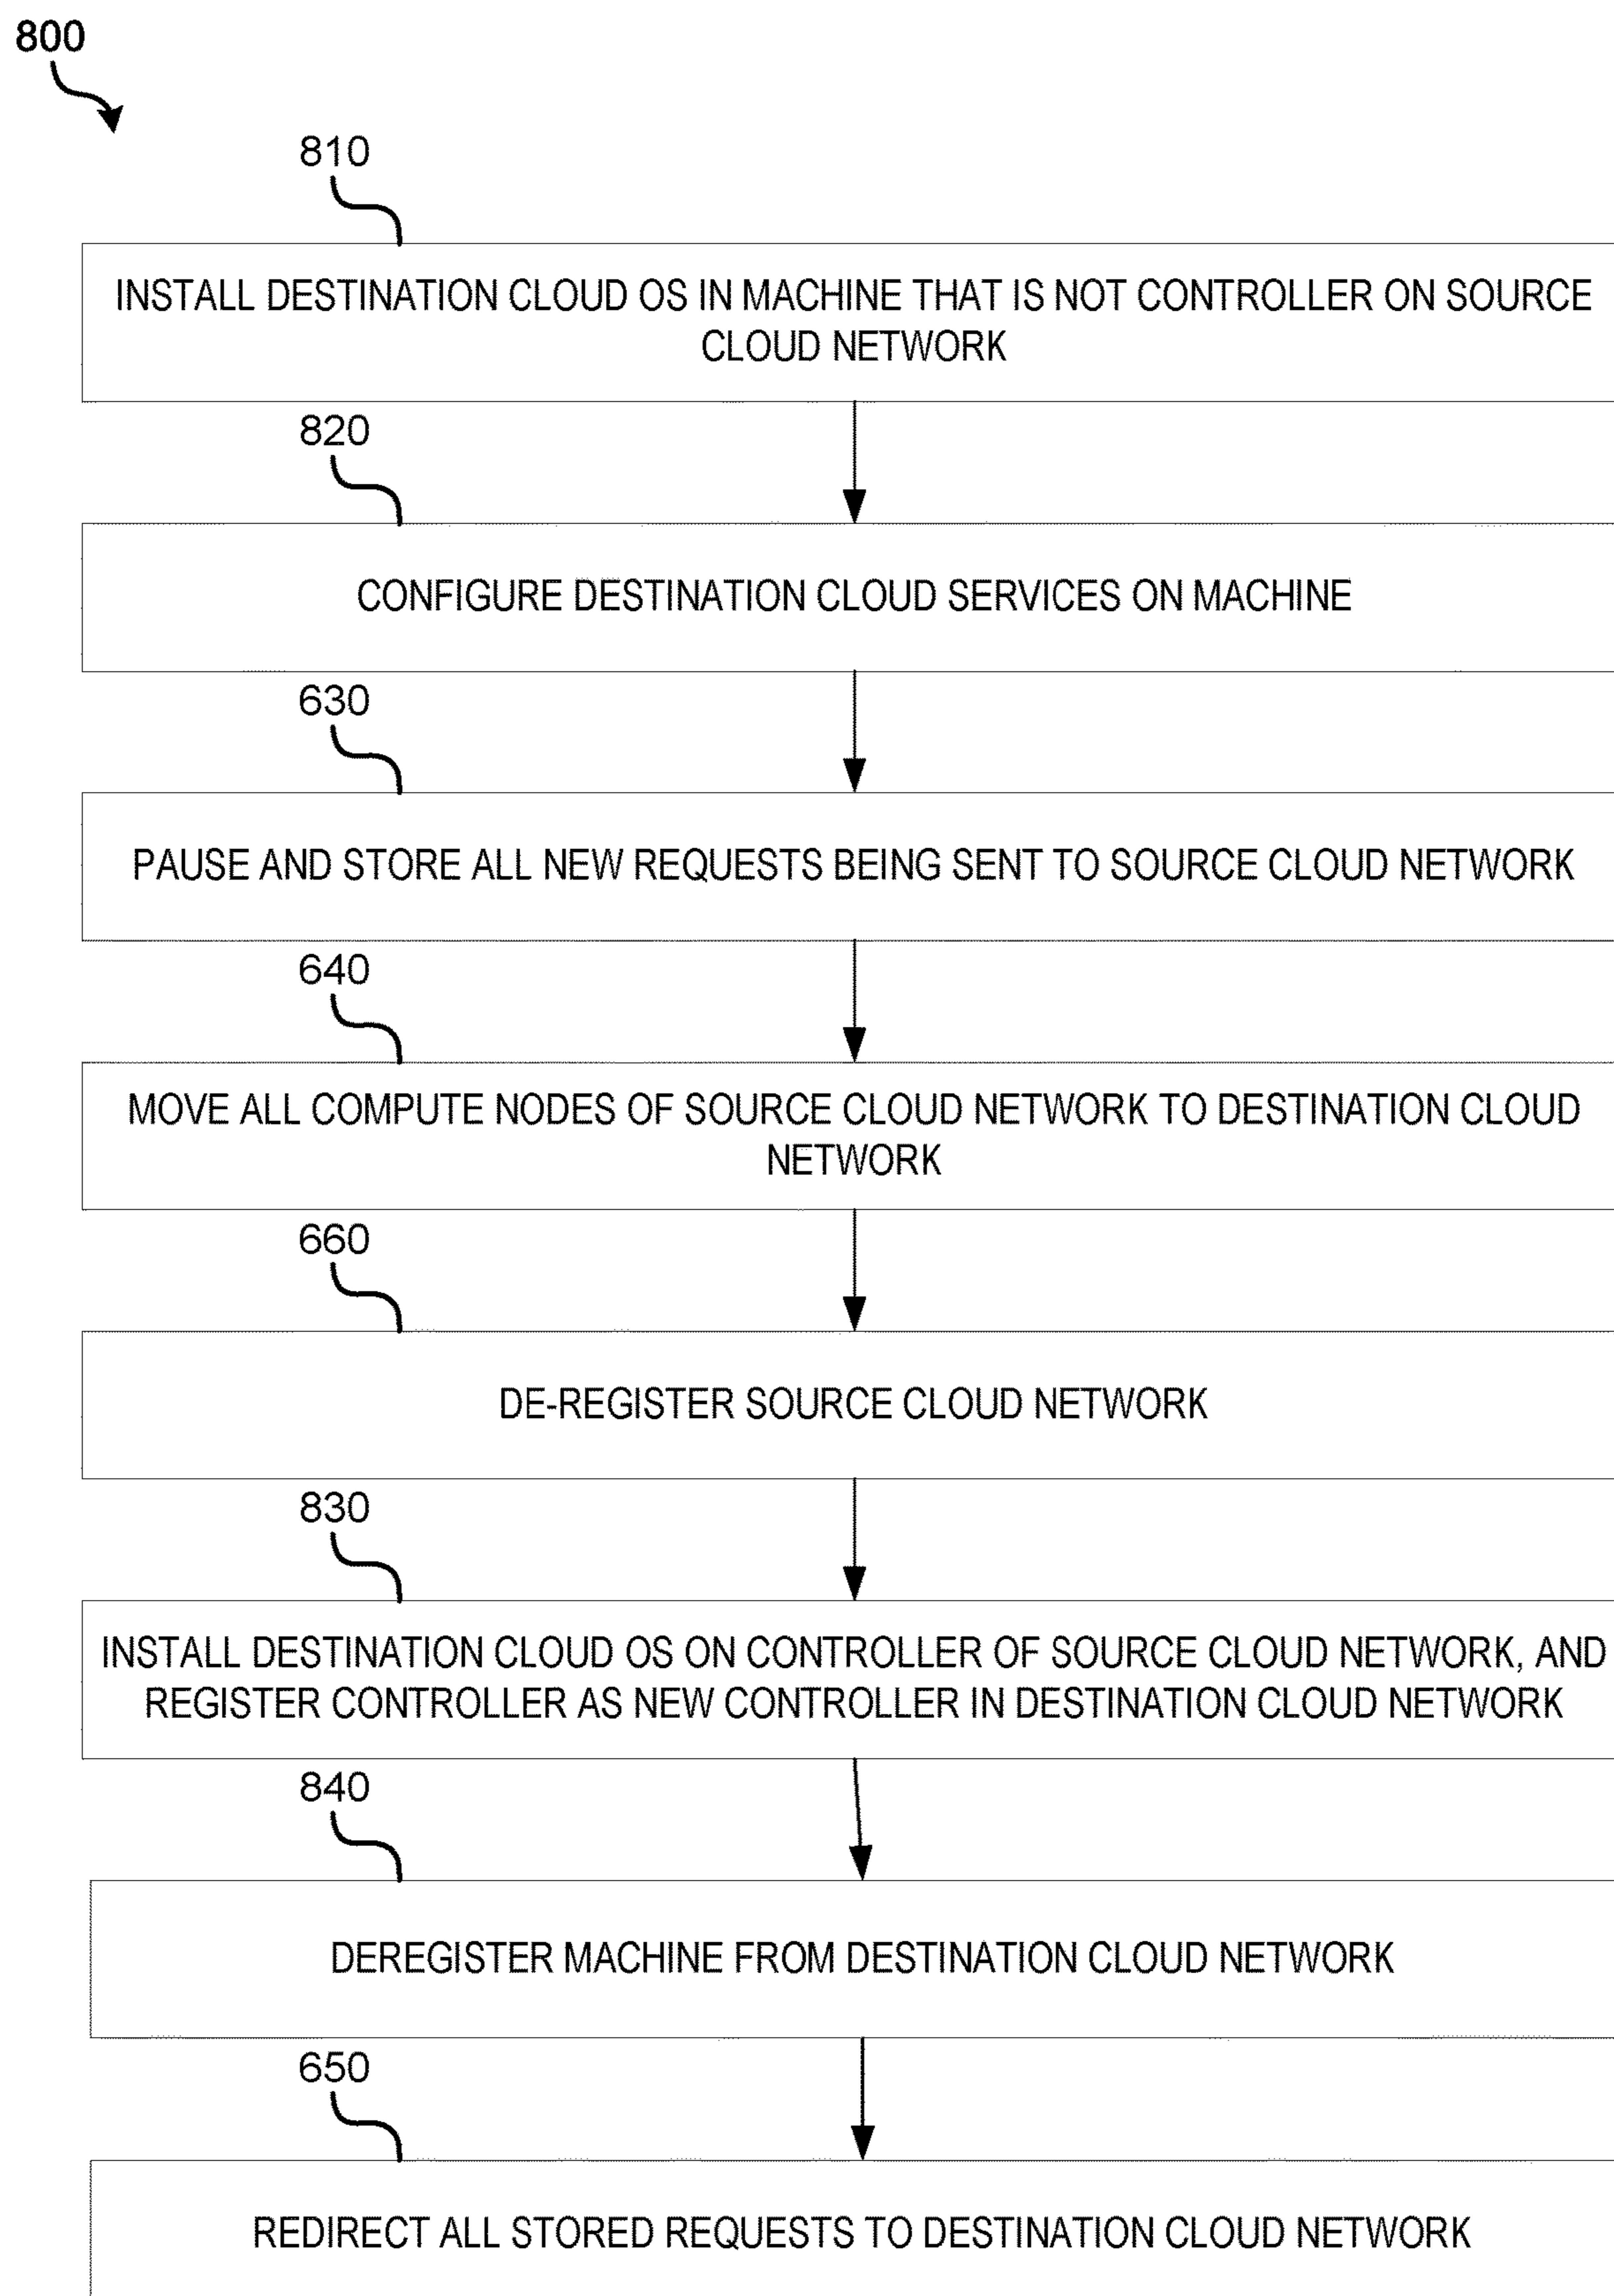 800
810
INSTALL DESTINATION CLOUD OS IN MACHINE THAT IS NOT CONTROLLER ON SOURCE
CLOUD NETWORK
820
CONFIGURE DESTINATION CLOUD SERVICES ON MACHINE
630
PAUSE AND STORE ALL NEW REQUESTS BEING SENT TO SOURCE CLOUD NETWORK
640
MOVE ALL COMPUTE NODES OF SOURCE CLOUD NETWORK TO DESTINATION CLOUD
NETWORK
660
DE-REGISTER SOURCE CLOUD NETWORK
830
INSTALL DESTINATION CLOUD OS ON CONTROLLER OF SOURCE CLOUD NETWORK, AND
REGISTER CONTROLLER AS NEW CONTROLLER IN DESTINATION CLOUD NETWORK
840
DEREGISTER MACHINE FROM DESTINATION CLOUD NETWORK
650
REDIRECT ALL STORED REQUESTS TO DESTINATION CLOUD NETWORK